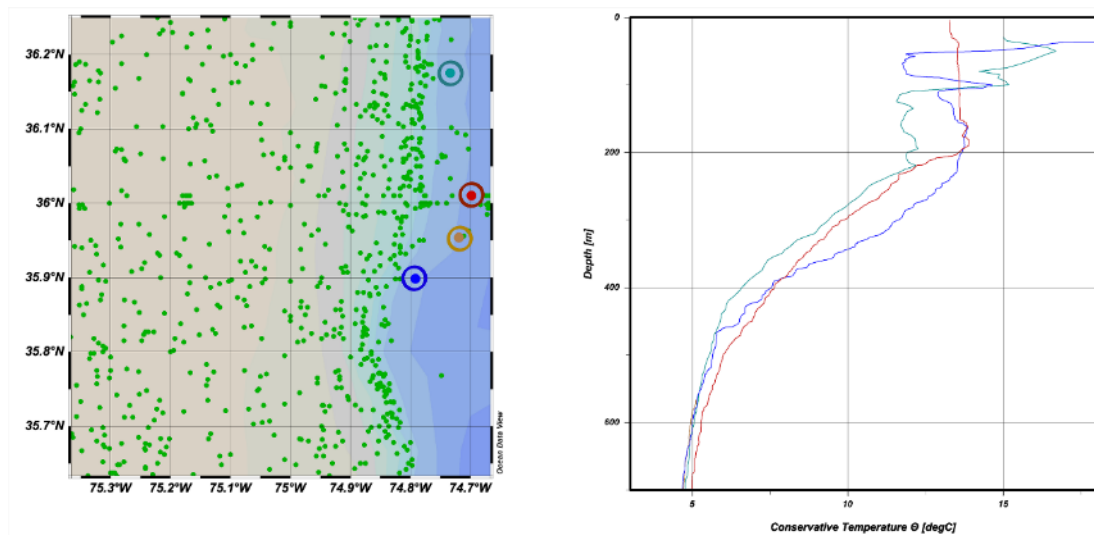 36.2°N
36.1°N
36°N
35.9°N
35.8°N
35.7°N
75.3°W 75.2°W 75.1°W 75°W 74.9°W 74.8°W 74.7°W
Ocean Data View
0
200
400
600
Depth [m]
5 10 15
Conservative Temperature Θ [degC]